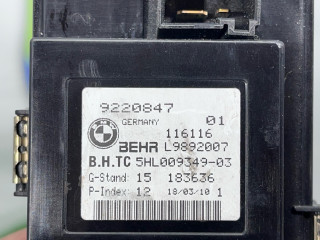 9220847
GERMANY 01
116116
BEHR L9892007
B.H.TC 5HL009349-03
G-Stand: 15 183636
P-Index: 12 18/03/10 1